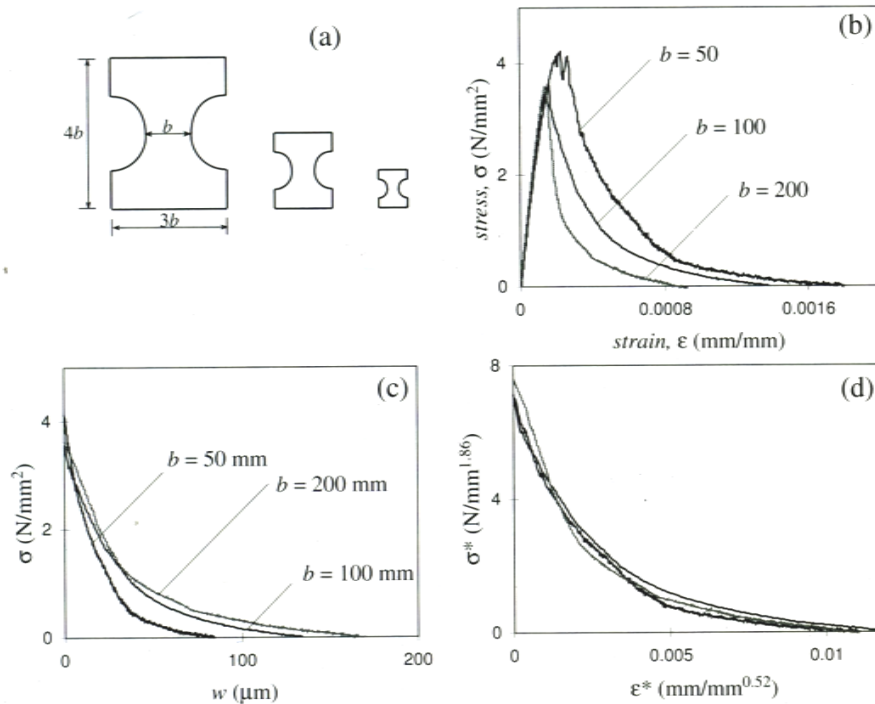 (a)
4b
b
3b
(b)
stress, σ (N/mm²)
4
2
0
b = 50
b = 100
b = 200
0
0.0008
0.0016
strain, ε (mm/mm)
(c)
σ (N/mm²)
4
2
0
b = 50 mm
b = 200 mm
b = 100 mm
0
100
200
w (μm)
(d)
σ* (N/mm^1.86)
8
4
0
0
0.005
0.01
ε* (mm/mm^0.52)